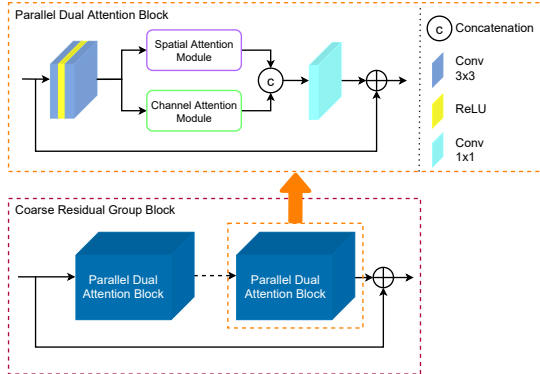 Parallel Dual Attention Block
Spatial Attention
Module
Channel Attention
Module
c
c
Concatenation
Conv
3x3
ReLU
Conv
1x1
Coarse Residual Group Block
Parallel Dual
Attention Block
Parallel Dual
Attention Block